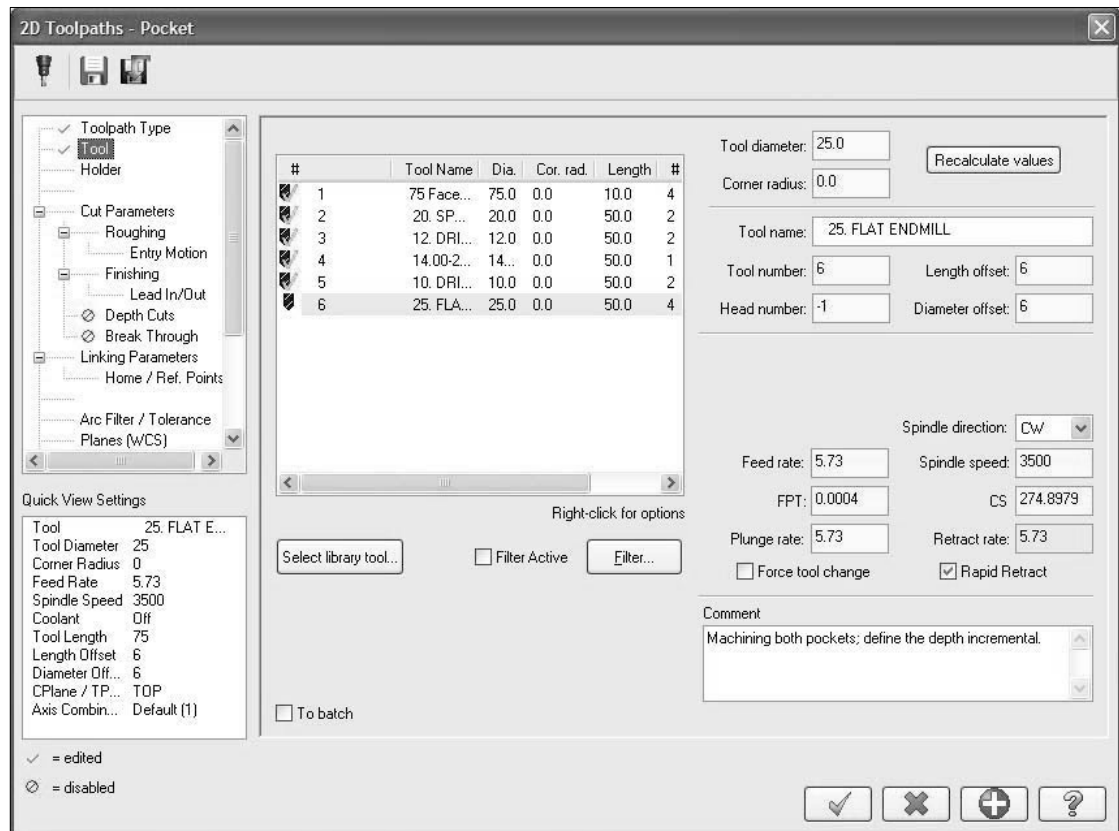 2D Toolpaths - Pocket
Toolpath Type
Tool
Holder
Cut Parameters
Roughing
Entry Motion
Finishing
Lead In/Out
Depth Cuts
Break Through
Linking Parameters
Home / Ref. Points
Arc Filter / Tolerance
Planes (WCS)
Quick View Settings
Tool 25. FLAT E...
Tool Diameter 25
Corner Radius 0
Feed Rate 5.73
Spindle Speed 3500
Coolant Off
Tool Length 75
Length Offset 6
Diameter Off... 6
CPlane / TP... TOP
Axis Combin... Default (1)
= edited
= disabled
# Tool Name Dia. Cor. rad. Length #
1 75 Face... 75.0 0.0 10.0 4
2 20. SP... 20.0 0.0 50.0 2
3 12. DRI... 12.0 0.0 50.0 2
4 14.00-2... 14... 0.0 50.0 1
5 10. DRI... 10.0 0.0 50.0 2
6 25. FLA... 25.0 0.0 50.0 4
Right-click for options
Select library tool...
Filter Active
Filter...
To batch
Tool diameter: 25.0
Recalculate values
Corner radius: 0.0
Tool name: 25. FLAT ENDMILL
Tool number: 6 Length offset: 6
Head number: -1 Diameter offset: 6
Spindle direction: CW
Feed rate: 5.73 Spindle speed: 3500
FPT: 0.0004 CS 274.8979
Plunge rate: 5.73 Retract rate: 5.73
Force tool change Rapid Retract
Comment
Machining both pockets; define the depth incremental.